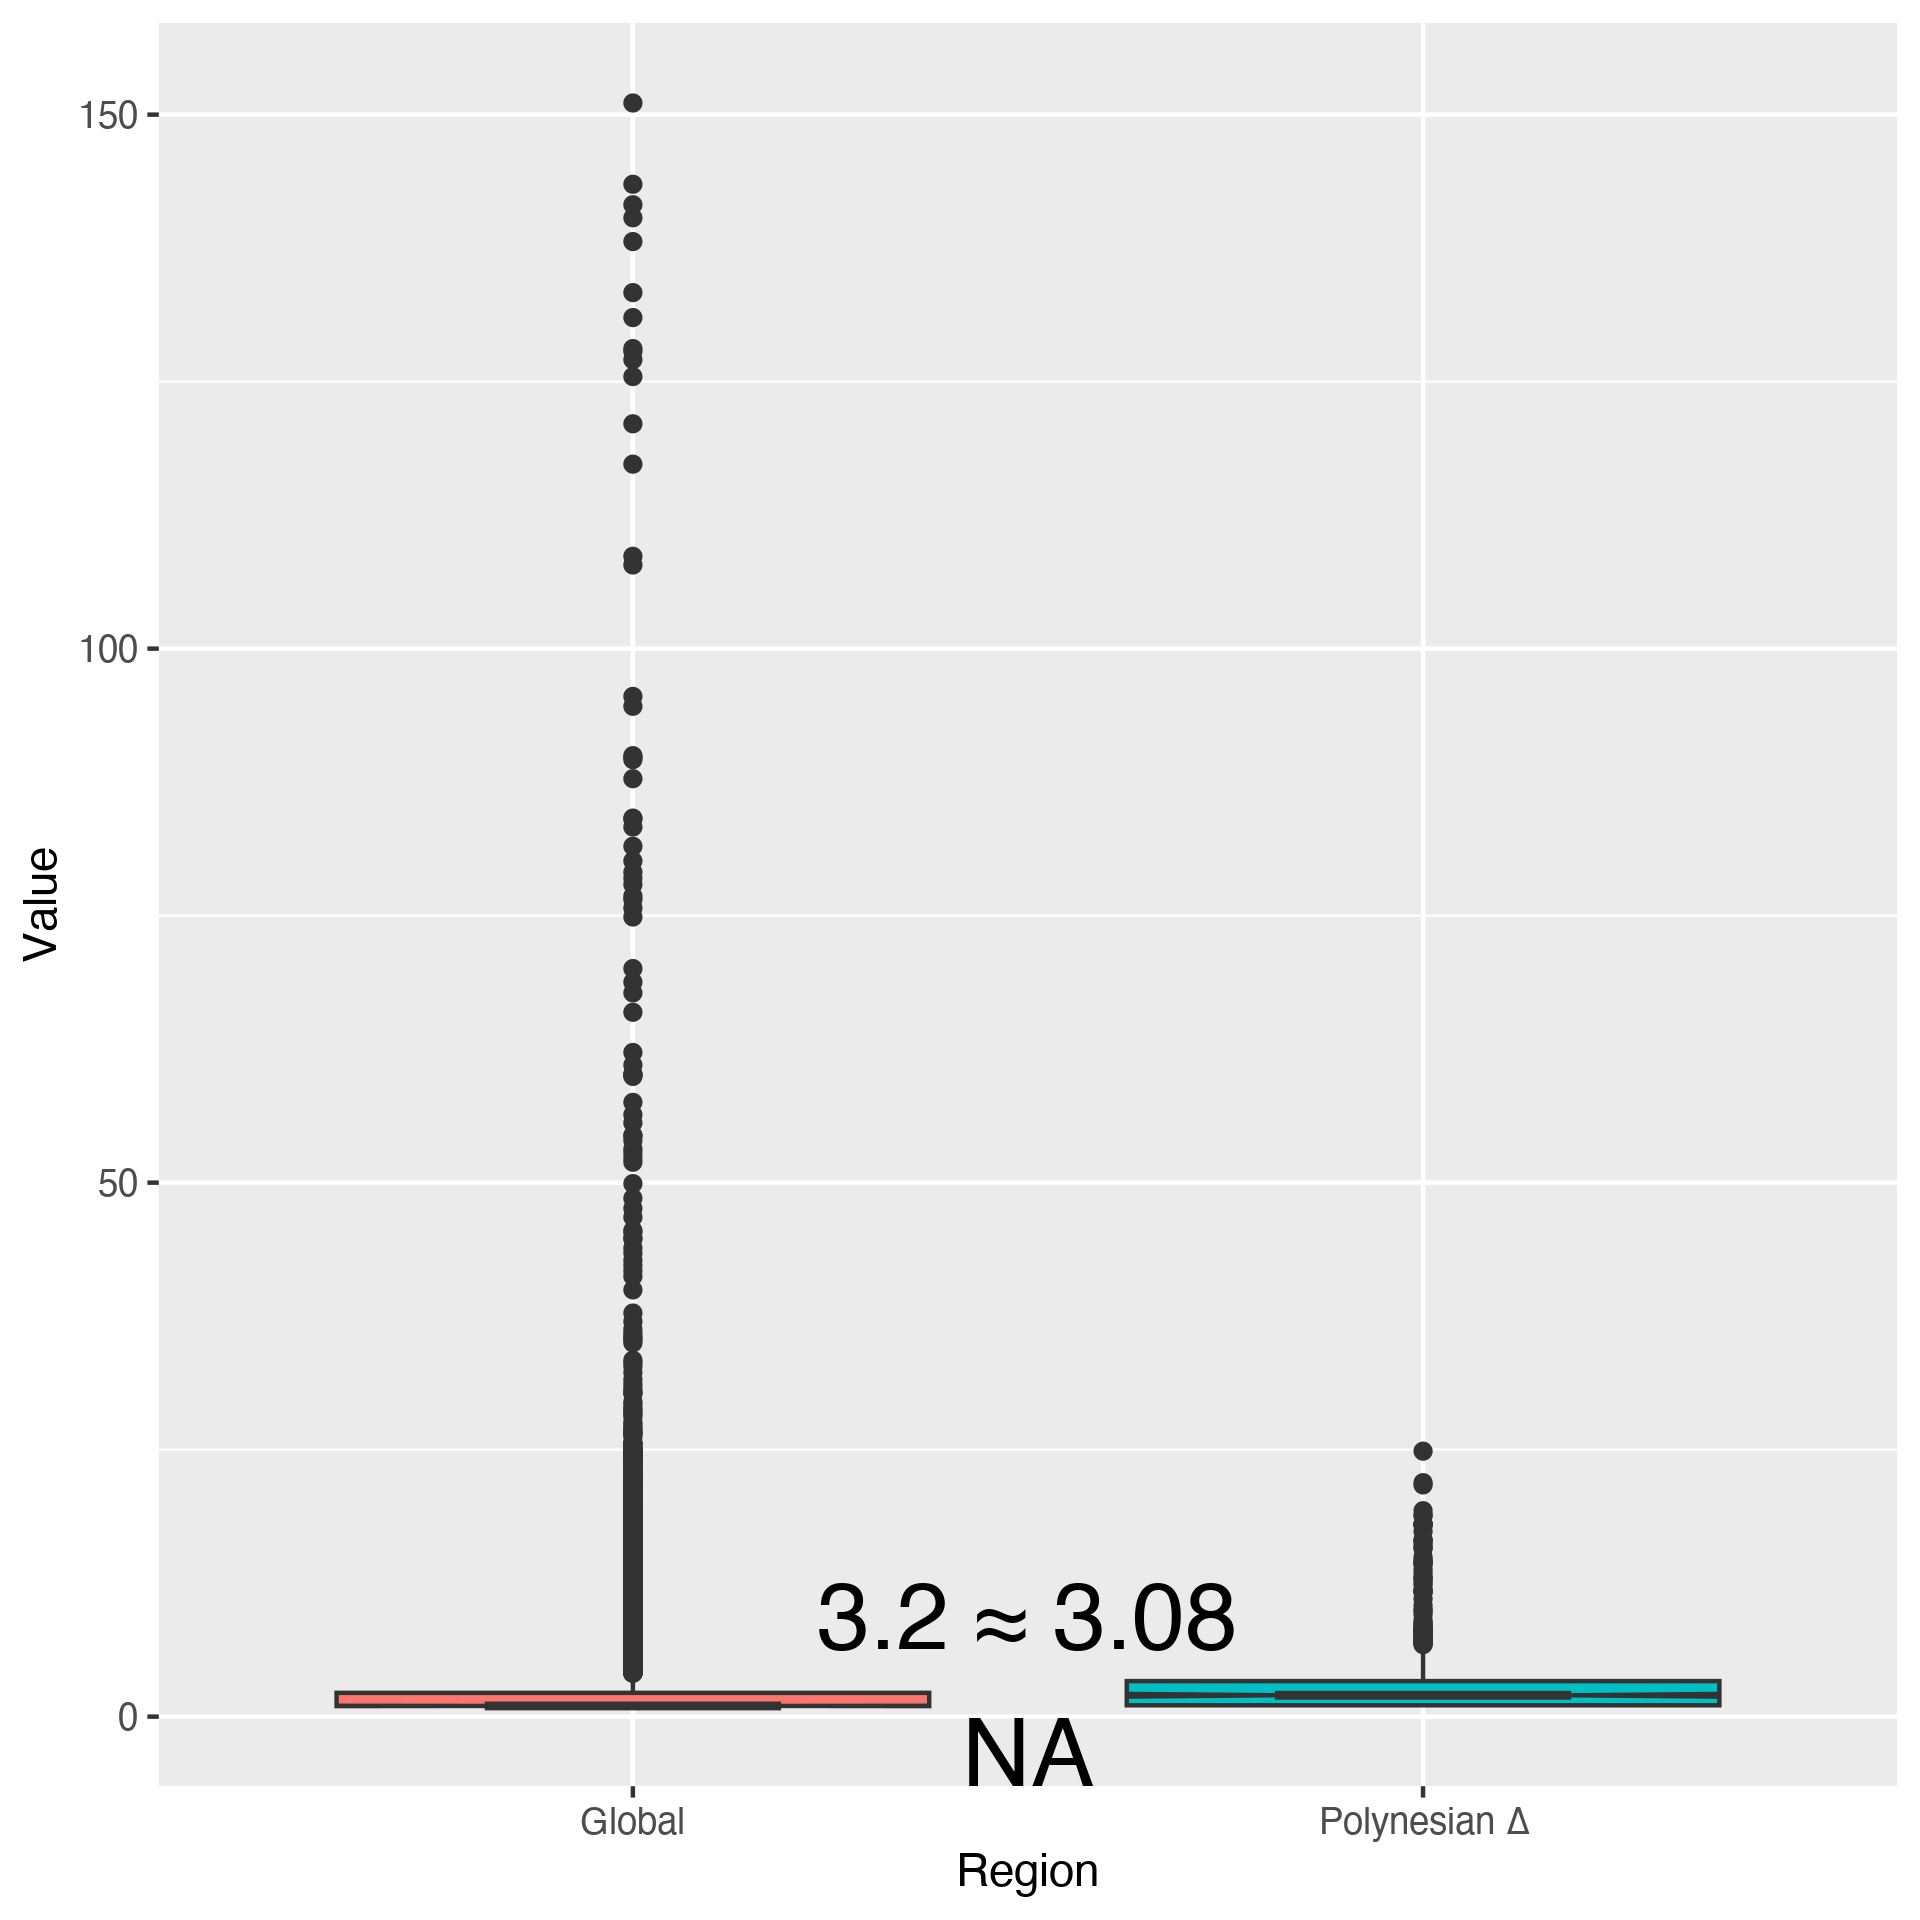 150
100
50
0
Value
3.2 ≈ 3.08
NA
Global
Polynesian Δ
Region